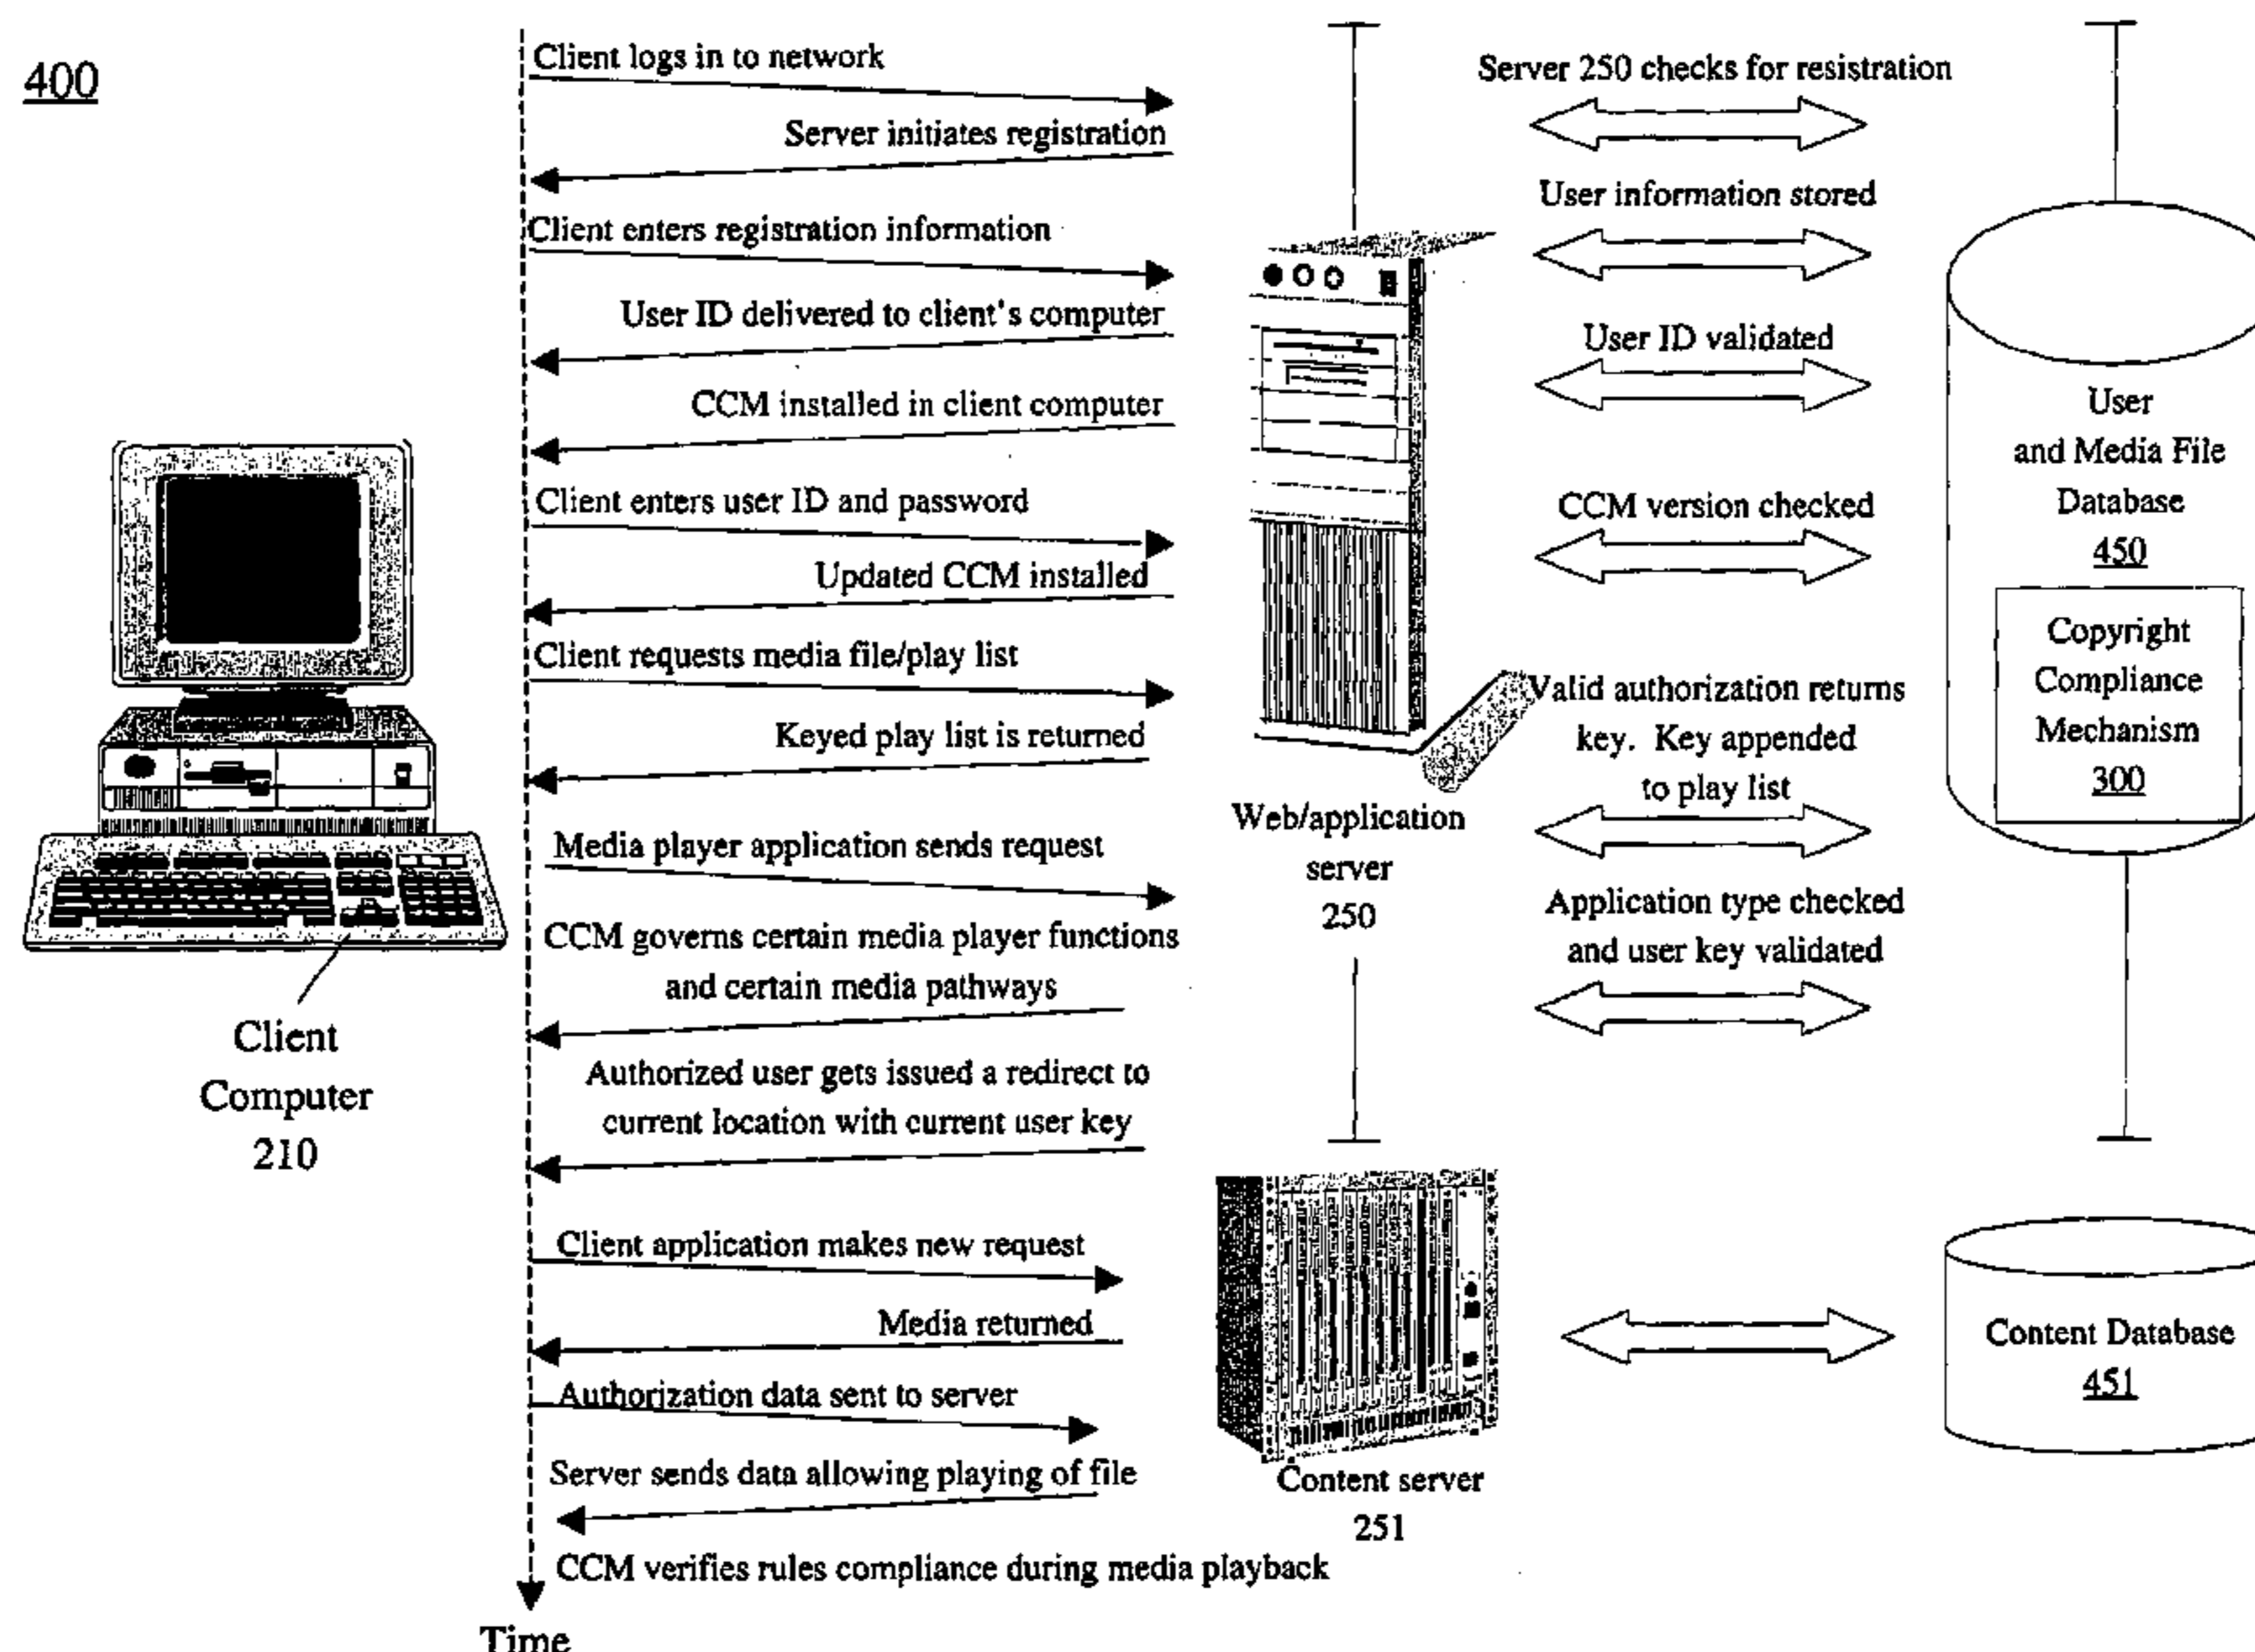 400
Client logs in to network
Server initiates registration
Client enters registration information
User ID delivered to client's computer
CCM installed in client computer
Client enters user ID and password
Updated CCM installed
Client requests media file/play list
Keyed play list is returned
Media player application sends request
CCM governs certain media player functions
and certain media pathways
Authorized user gets issued a redirect to
current location with current user key
Client application makes new request
Media returned
Authorization data sent to server
Server sends data allowing playing of file
CCM verifies rules compliance during media playback
Time
Client
Computer
210
Web/application
server
250
Content server
251
Server 250 checks for resistration
User information stored
User ID validated
CCM version checked
Valid authorization returns
key. Key appended
to play list
Application type checked
and user key validated
User
and Media File
Database
450
Copyright
Compliance
Mechanism
300
Content Database
451